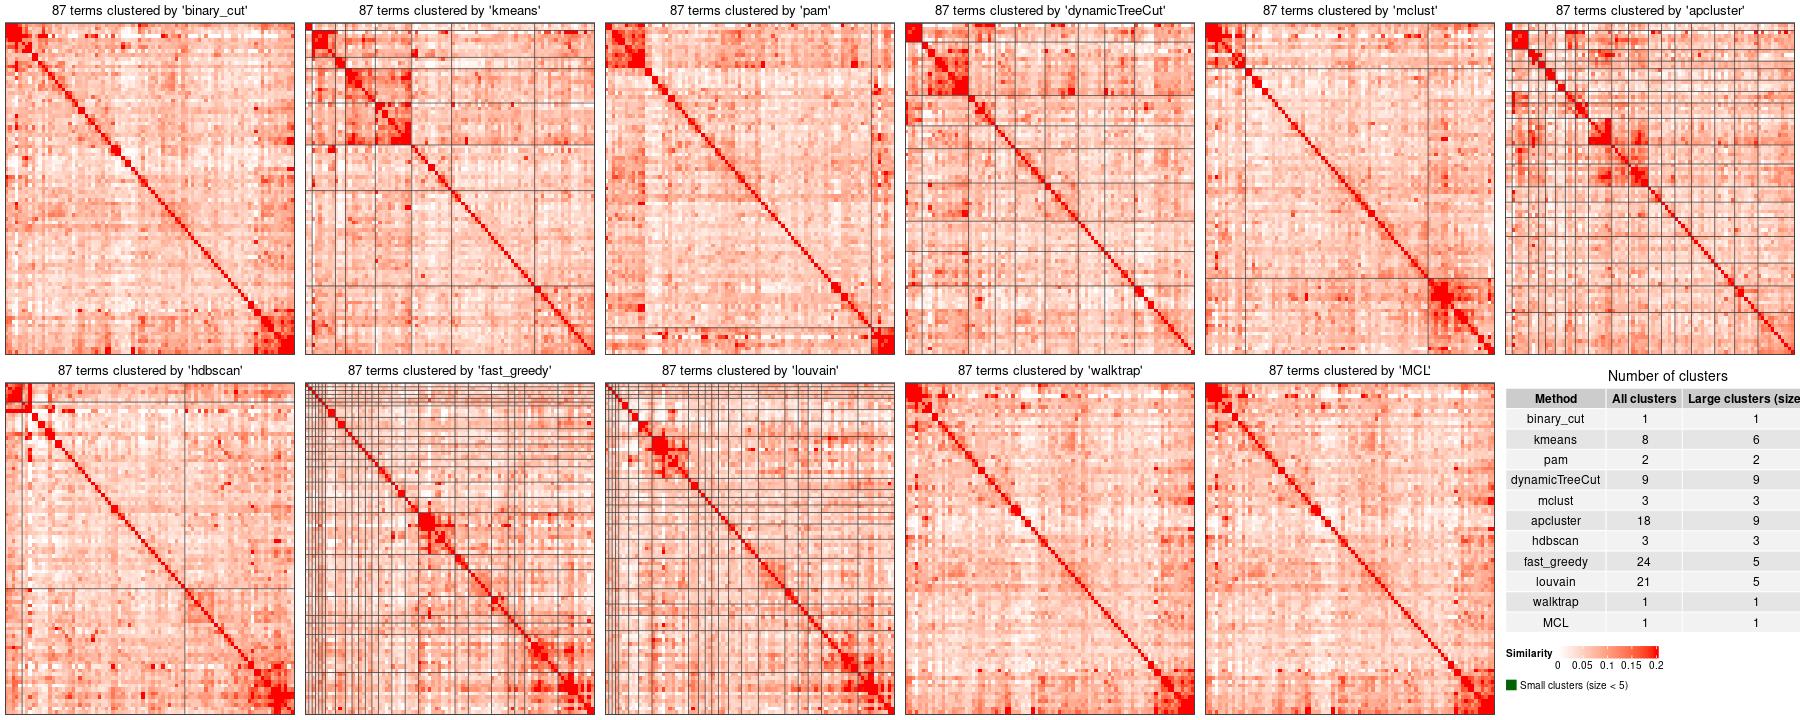 87 terms clustered by 'binary_cut'
87 terms clustered by 'kmeans'
87 terms clustered by 'pam'
87 terms clustered by 'dynamicTreeCut'
87 terms clustered by 'mclust'
87 terms clustered by 'apcluster'
87 terms clustered by 'hdbscan'
87 terms clustered by 'fast_greedy'
87 terms clustered by 'louvain'
87 terms clustered by 'walktrap'
87 terms clustered by 'MCL'
Number of clusters
Method All clusters Large clusters (size
binary_cut 1 1
kmeans 8 6
pam 2 2
dynamicTreeCut 9 9
mclust 3 3
apcluster 18 9
hdbscan 3 3
fast_greedy 24 5
louvain 21 5
walktrap 1 1
MCL 1 1
Similarity
0 0.05 0.1 0.15 0.2
Small clusters (size < 5)